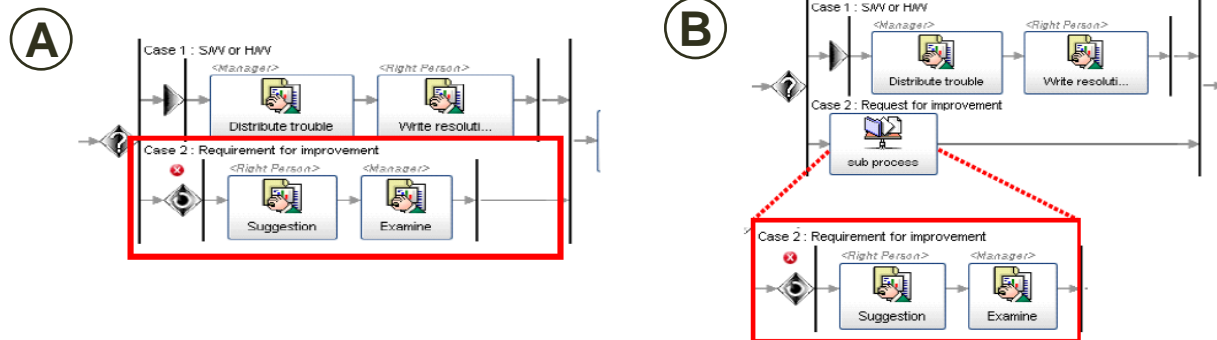 A
Case 1 : S/W or H/W
<Manager>
<Right Person>
Distribute trouble
Write resoluti...
?
Case 2 : Requirement for improvement
<Right Person>
<Manager>
Suggestion
Examine
B
Case 1 : S/W or H/W
<Manager>
<Right Person>
Distribute trouble
Write resoluti...
?
Case 2 : Request for improvement
sub process
Case 2 : Requirement for improvement
<Right Person>
<Manager>
Suggestion
Examine